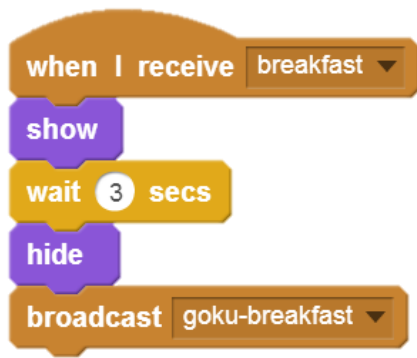 when I receive breakfast
show
wait 3 secs
hide
broadcast goku-breakfast